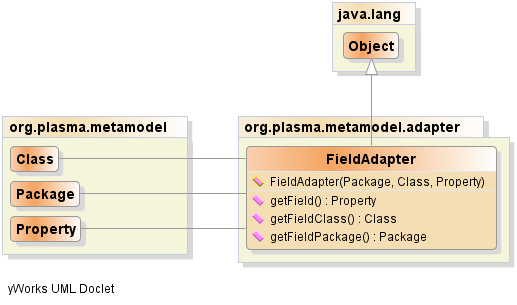 java.lang
Object
org.plasma.metamodel
Class
Package
Property
org.plasma.metamodel.adapter
FieldAdapter
FieldAdapter(Package, Class, Property)
getField() : Property
getFieldClass() : Class
getFieldPackage() : Package
yWorks UML Doclet